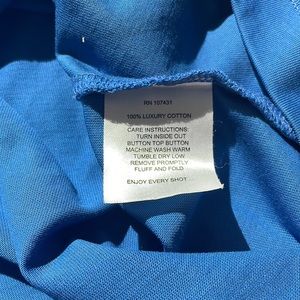 RN 107431
100% LUXURY COTTON
CARE INSTRUCTIONS:
TURN INSIDE OUT
BUTTON TOP BUTTON
MACHINE WASH WARM
TUMBLE DRY LOW
REMOVE PROMPTLY
FLUFF AND FOLD
ENJOY EVERY SHOT